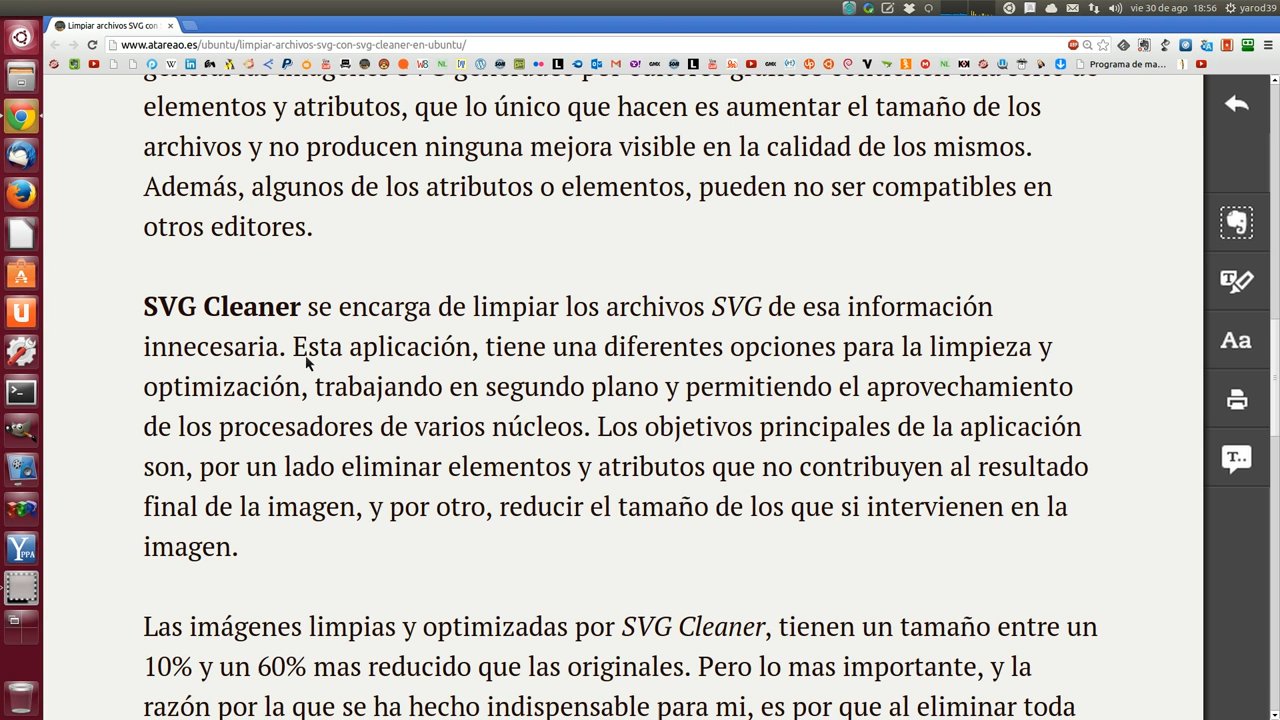 vie 30 de ago 18:56 yarod39
Limpiar archivos SVG con
www.atareao.es/ubuntu/limpiar-archivos-svg-con-svg-cleaner-en-ubuntu/
Programa de ma...
elementos y atributos, que lo único que hacen es aumentar el tamaño de los
archivos y no producen ninguna mejora visible en la calidad de los mismos.
Además, algunos de los atributos o elementos, pueden no ser compatibles en
otros editores.
SVG Cleaner se encarga de limpiar los archivos SVG de esa información
innecesaria. Esta aplicación, tiene una diferentes opciones para la limpieza y
optimización, trabajando en segundo plano y permitiendo el aprovechamiento
de los procesadores de varios núcleos. Los objetivos principales de la aplicación
son, por un lado eliminar elementos y atributos que no contribuyen al resultado
final de la imagen, y por otro, reducir el tamaño de los que si intervienen en la
imagen.
Las imágenes limpias y optimizadas por SVG Cleaner, tienen un tamaño entre un
10% y un 60% mas reducido que las originales. Pero lo mas importante, y la
razón por la que se ha hecho indispensable para mi, es por que al eliminar toda
Aa
T..